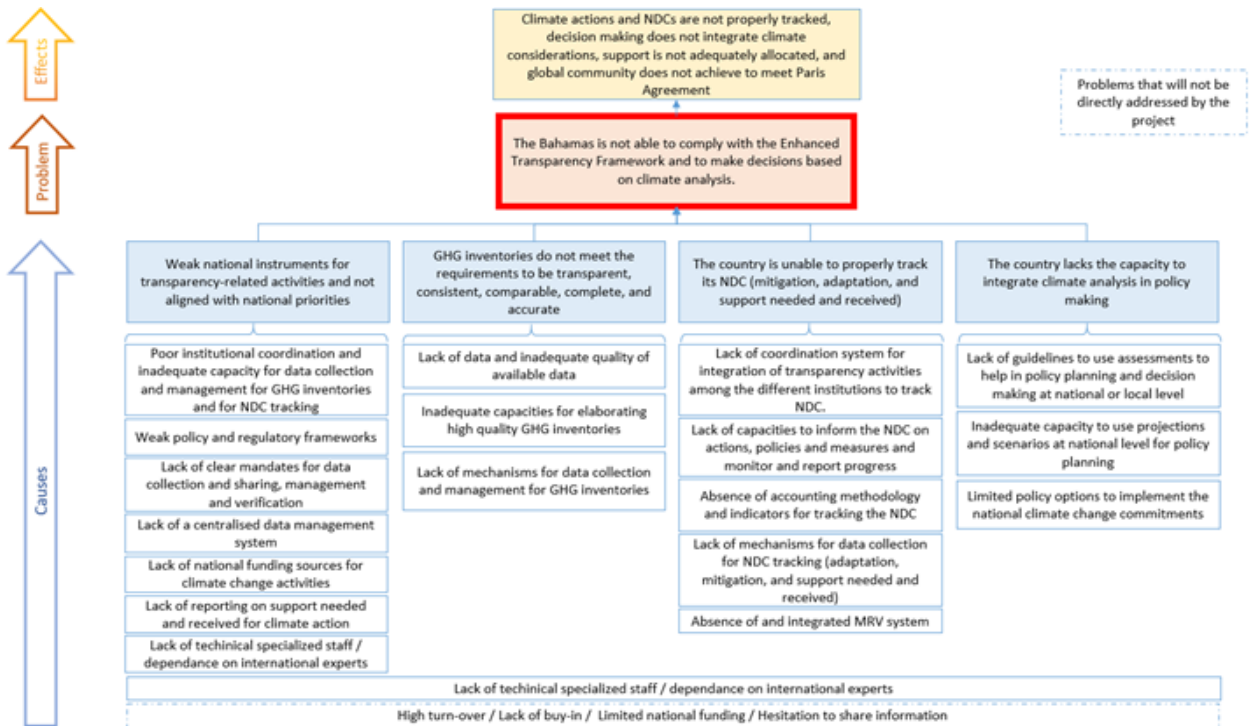 Effects
Climate actions and NDCs are not properly tracked,
decision making does not integrate climate
considerations, support is not adequately allocated, and
global community does not achieve to meet Paris
Agreement
Problems that will not be
directly addressed by the
project
Problem
The Bahamas is not able to comply with the Enhanced
Transparency Framework and to make decisions based
on climate analysis.
Causes
Weak national instruments for
transparency-related activities and not
aligned with national priorities
Poor institutional coordination and
inadequate capacity for data collection
and management for GHG inventories
and for NDC tracking
Weak policy and regulatory frameworks
Lack of clear mandates for data
collection and sharing, management
and verification
Lack of a centralised data management
system
Lack of national funding sources for
climate change activities
Lack of reporting on support needed
and received for climate action
Lack of techinical specialized staff /
dependance on international experts
GHG inventories do not meet the
requirements to be transparent,
consistent, comparable, complete, and
accurate
Lack of data and inadequate quality of
available data
Inadequate capacities for elaborating
high quality GHG inventories
Lack of mechanisms for data collection
and management for GHG inventories
The country is unable to properly track
its NDC (mitigation, adaptation, and
support needed and received)
Lack of coordination system for
integration of transparency activities
among the different institutions to track
NDC.
Lack of capacities to inform the NDC on
actions, policies and measures and
monitor and report progress
Absence of accounting methodology
and indicators for tracking the NDC
Lack of mechanisms for data collection
for NDC tracking (adaptation,
mitigation, and support needed and
received)
Absence of and integrated MRV system
The country lacks the capacity to
integrate climate analysis in policy
making
Lack of guidelines to use assessments to
help in policy planning and decision
making at national or local level
Inadequate capacity to use projections
and scenarios at national level for policy
planning
Limited policy options to implement the
national climate change commitments
Lack of techinical specialized staff / dependance on international experts
High turn-over / Lack of buy-in / Limited national funding / Hesitation to share information